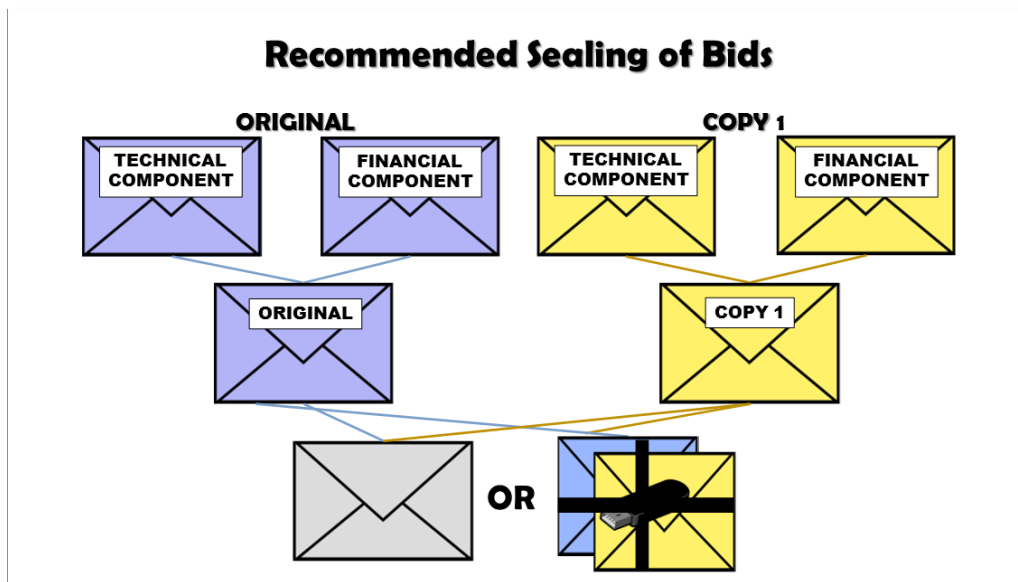 Recommended Sealing of Bids
ORIGINAL
COPY 1
TECHNICAL
COMPONENT
FINANCIAL
COMPONENT
TECHNICAL
COMPONENT
FINANCIAL
COMPONENT
ORIGINAL
COPY 1
OR